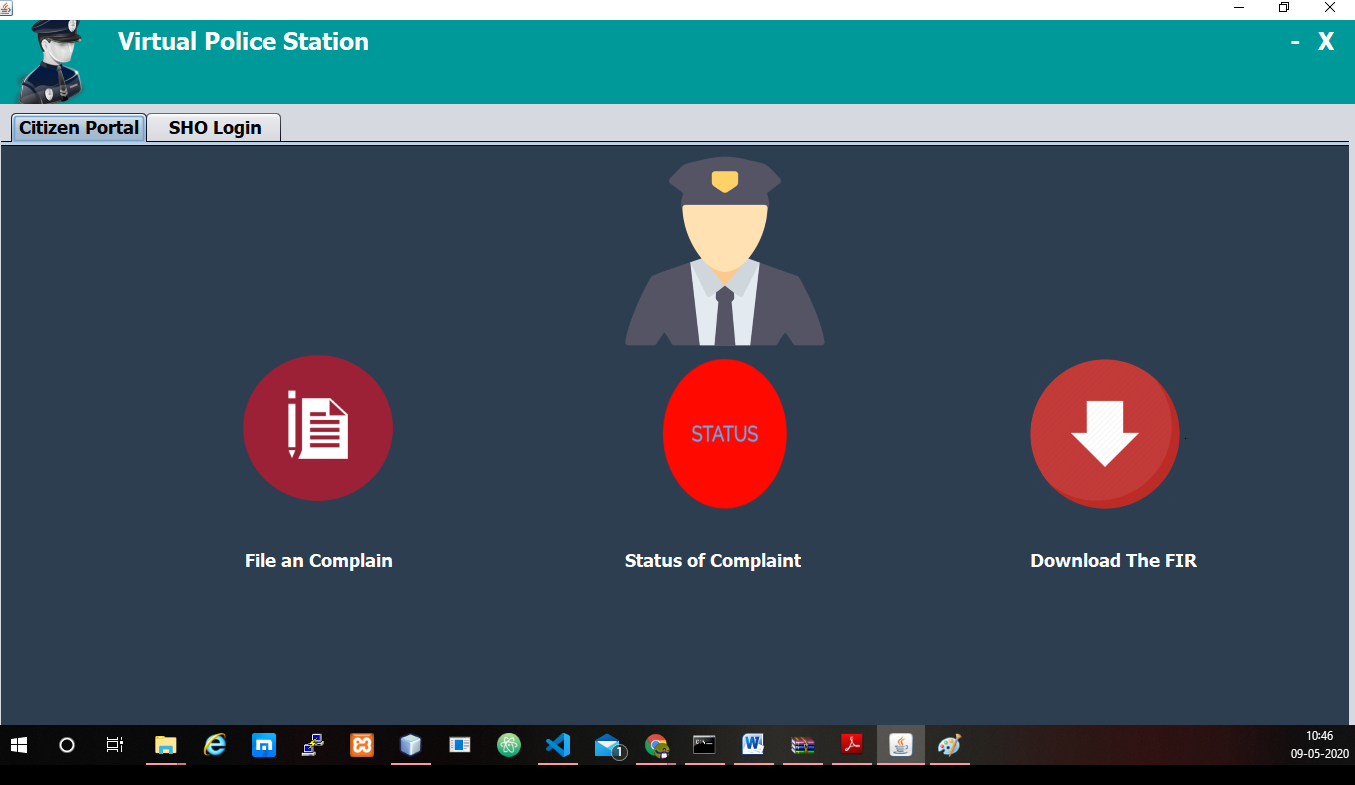 Virtual Police Station
- X
Citizen Portal SHO Login
STATUS
File an Complain Status of Complaint Download The FIR
1
10:46
09-05-2020